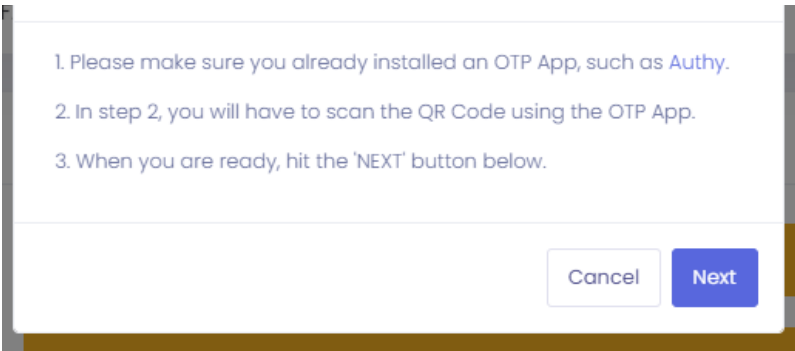 1. Please make sure you already installed an OTP App, such as Authy.
2. In step 2, you will have to scan the QR Code using the OTP App.
3. When you are ready, hit the 'NEXT' button below.
Cancel
Next